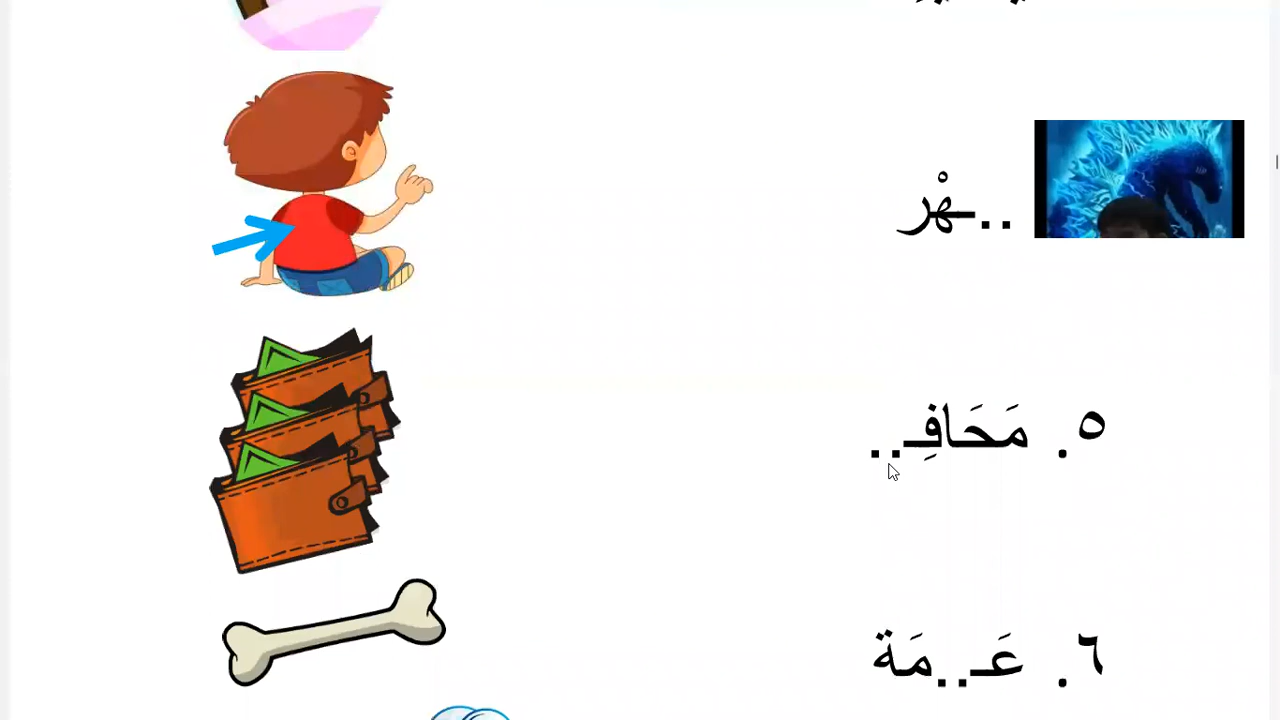 ..ـهْر
٥. مَحَافِـ..
٦. عَـ..مَة